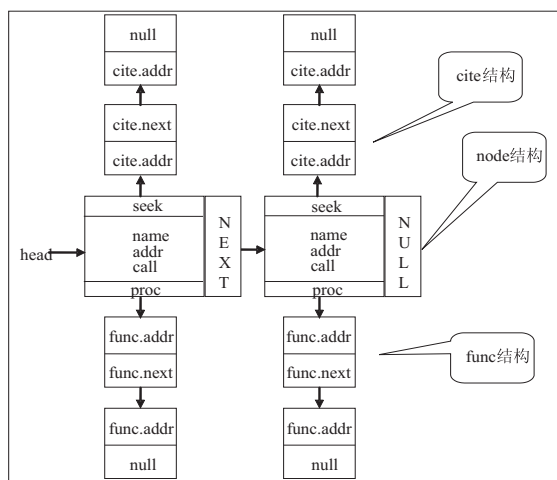 null
null
cite.addr
cite.addr
cite结构
cite.next
cite.next
cite.addr
cite.addr
node结构
seek
seek
head
name
addr
call
NEXT
name
addr
call
NULL
proc
proc
func.addr
func.addr
func.next
func.next
func结构
func.addr
func.addr
null
null